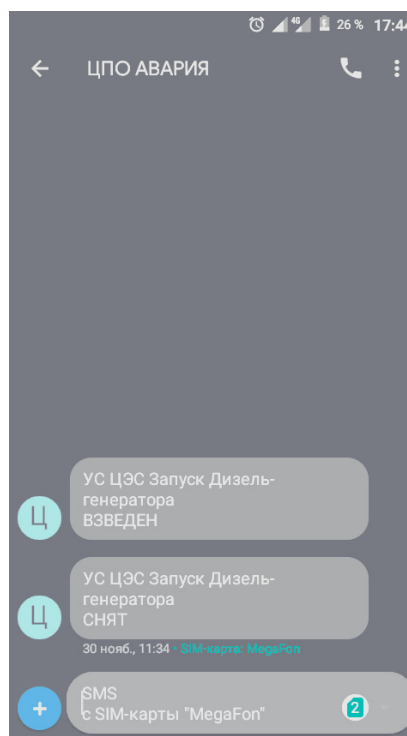 4G 26 % 17:44
ЦПО АВАРИЯ
УС ЦЭС Запуск Дизель-
генератора
ВЗВЕДЕН
Ц
УС ЦЭС Запуск Дизель-
генератора
СНЯТ
Ц
30 нояб., 11:34 • SIM-карта: MegaFon
SMS
с SIM-карты "MegaFon"
2